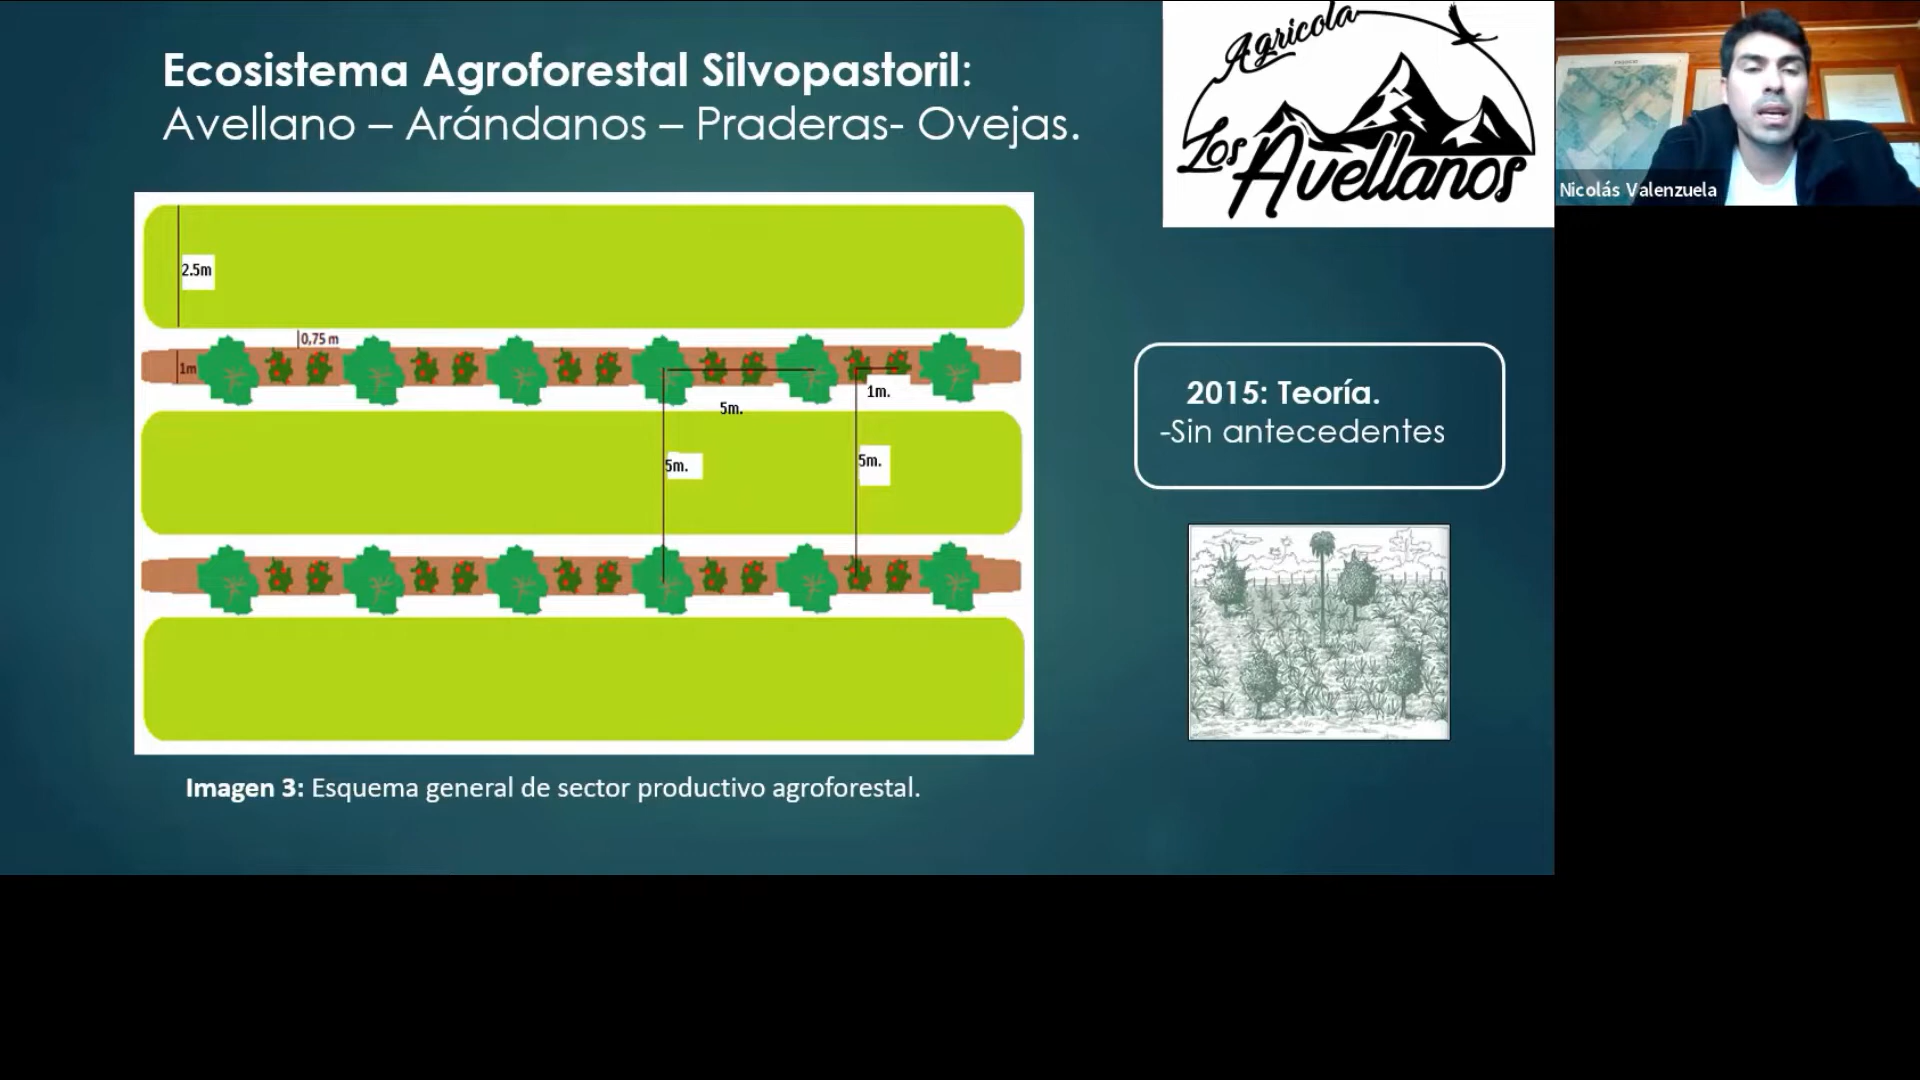 Ecosistema Agroforestal Silvopastoril:
Avellano – Arándanos – Praderas- Ovejas.
Agricola
Los Avellanos
Nicolás Valenzuela
2.5m
0,75 m
1m
1m.
5m.
5m.
5m.
2015: Teoría.
-Sin antecedentes
Imagen 3: Esquema general de sector productivo agroforestal.